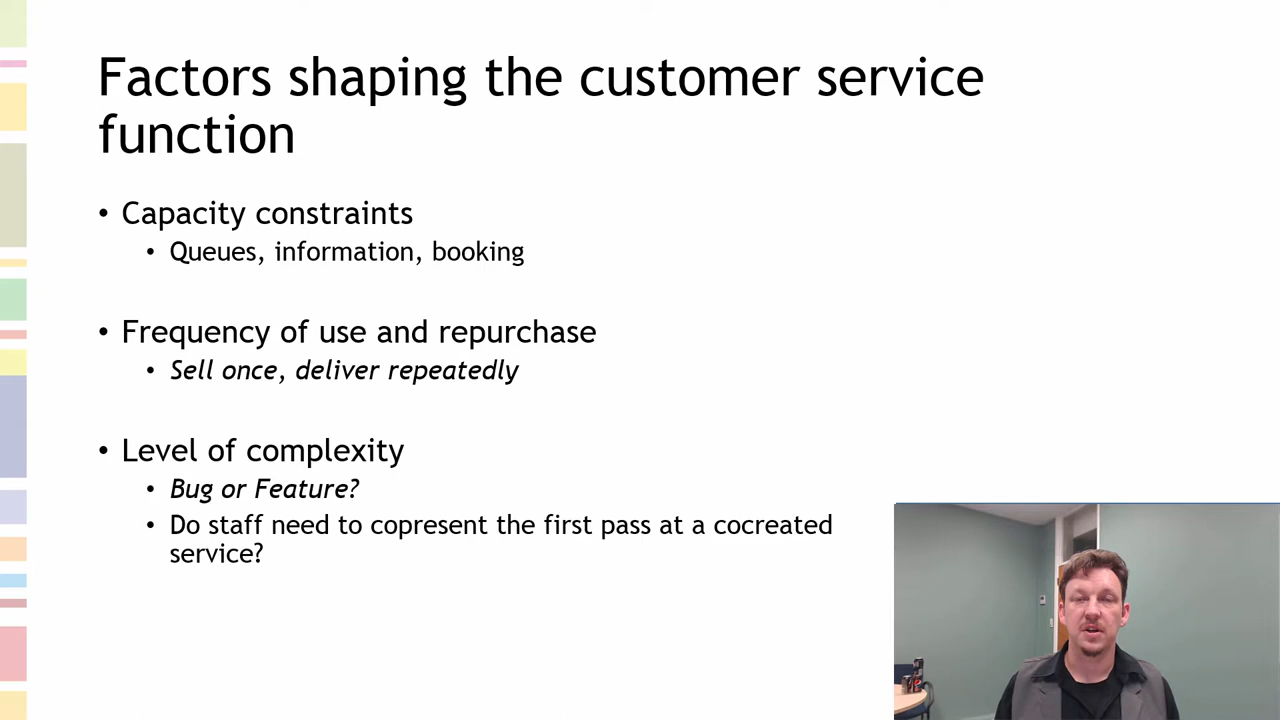 Factors shaping the customer service
function
• Capacity constraints
• Queues, information, booking
• Frequency of use and repurchase
• Sell once, deliver repeatedly
• Level of complexity
• Bug or Feature?
• Do staff need to copresent the first pass at a cocreated
service?